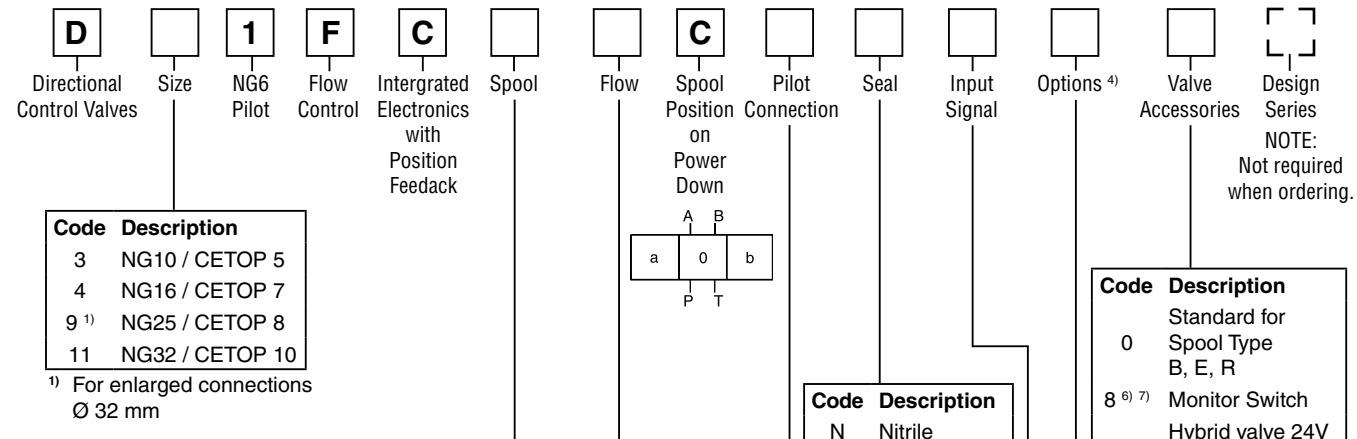 D 1 F C C
Directional Control Valves
Size
NG6 Pilot
Flow Control
Intergrated Electronics with Position Feedack
Spool
Flow
Spool Position on Power Down
Pilot Connection
Seal
Input Signal
Options 4)
Valve Accessories
Design Series
NOTE:
Not required
when ordering.
A B
a 0 b
P T
Code Description
3 NG10 / CETOP 5
4 NG16 / CETOP 7
9 1) NG25 / CETOP 8
11 NG32 / CETOP 10
1) For enlarged connections
Ø 32 mm
Code Description
N Nitrile
Code Description
Standard for
0 Spool Type
B, E, R
8 6) 7) Monitor Switch
Hybrid valve 24V